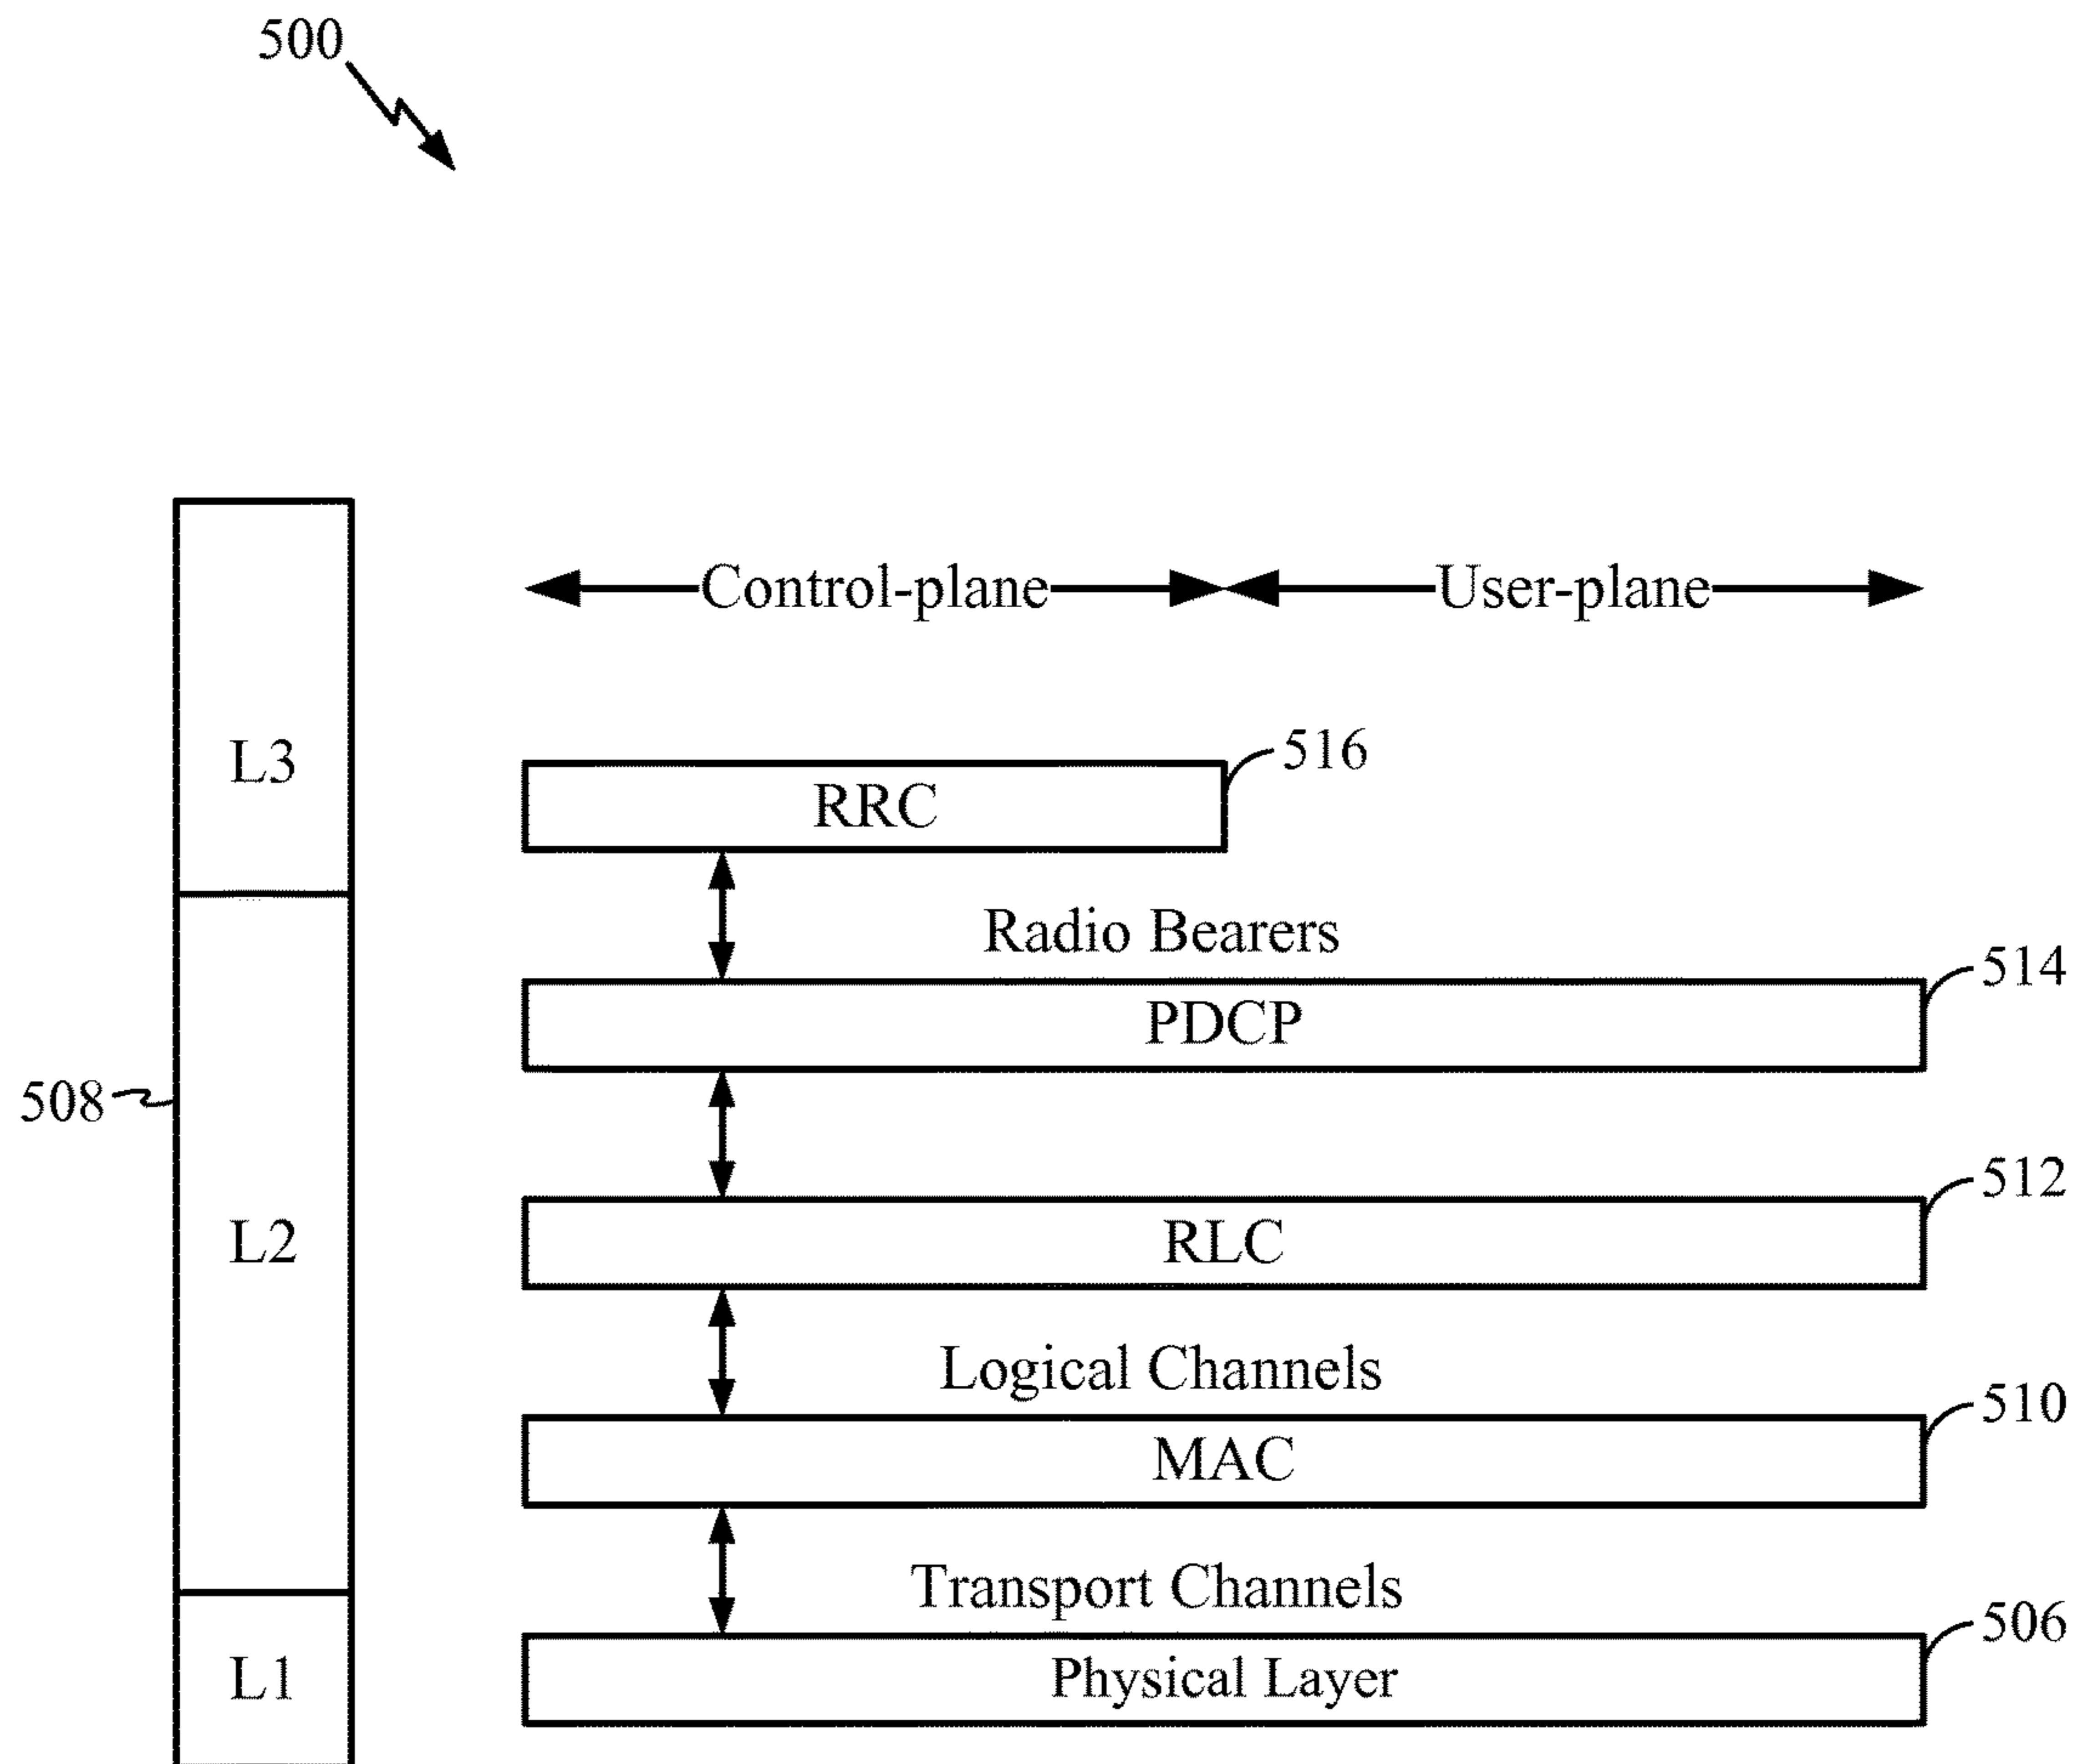 500
Control-plane User-plane
516
L3
RRC
Radio Bearers
514
PDCP
508
512
L2
RLC
Logical Channels
510
MAC
Transport Channels
506
L1
Physical Layer